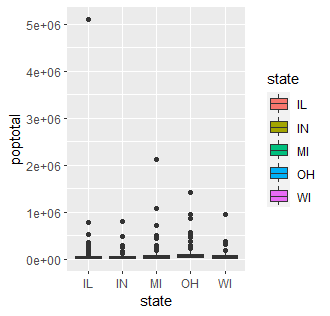 5e+06
4e+06
3e+06
2e+06
1e+06
0e+00
poptotal
IL IN MI OH WI
state
state
IL
IN
MI
OH
WI